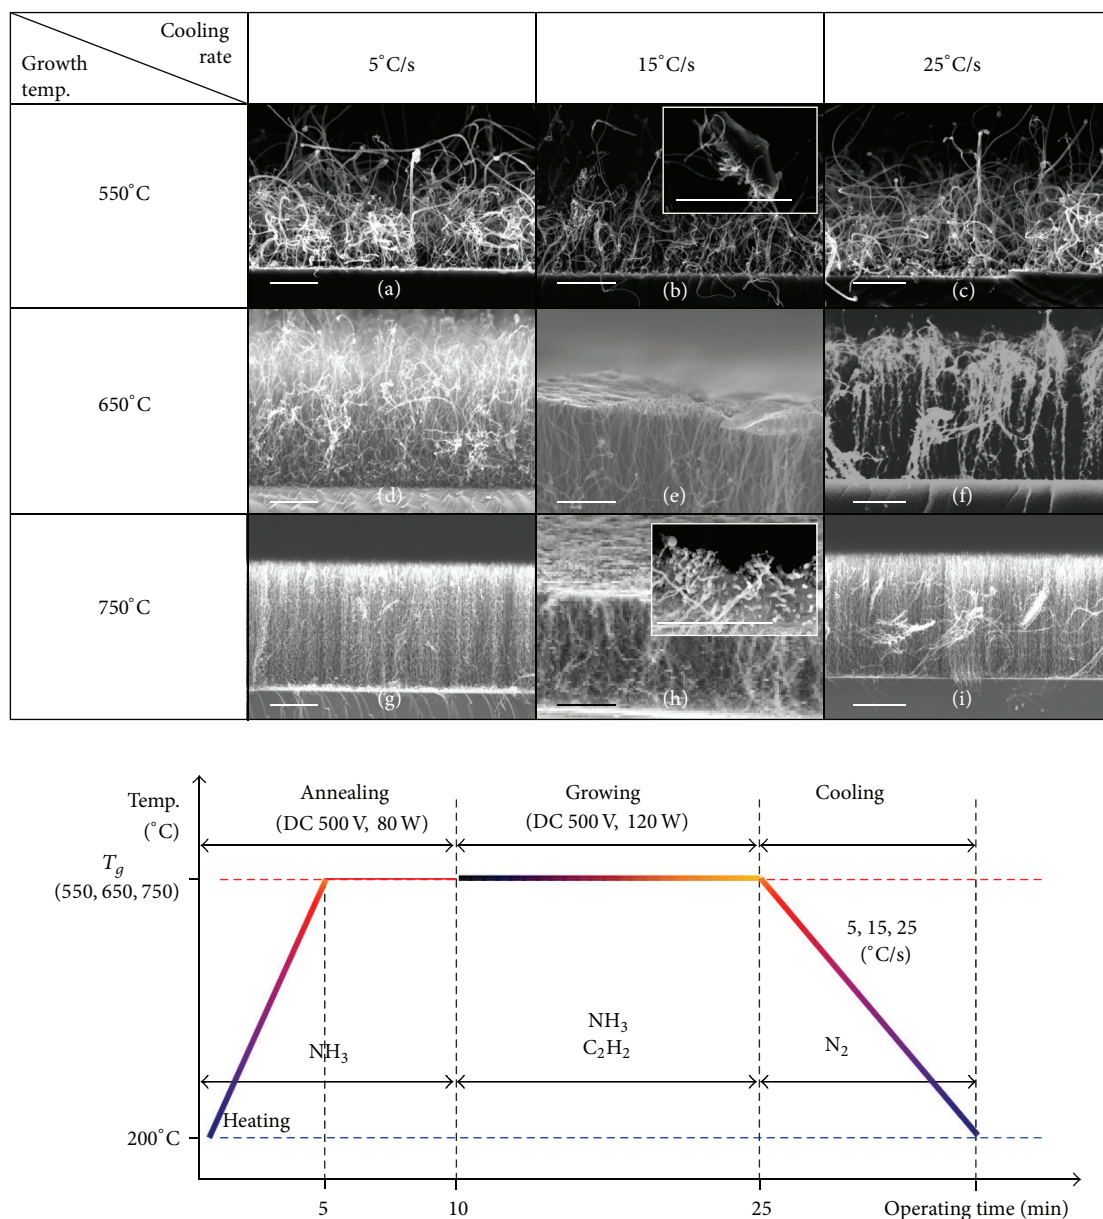 Cooling
rate
Growth
temp.
5°C/s
15°C/s
25°C/s
550°C
(a)
(b)
(c)
650°C
(d)
(e)
(f)
750°C
(g)
(h)
(i)
Temp.
(°C)
Annealing
(DC 500 V, 80 W)
Growing
(DC 500 V, 120 W)
Cooling
Tg
(550, 650, 750)
5, 15, 25
(°C/s)
NH3
NH3
C2H2
N2
Heating
200°C
5
10
25
Operating time (min)